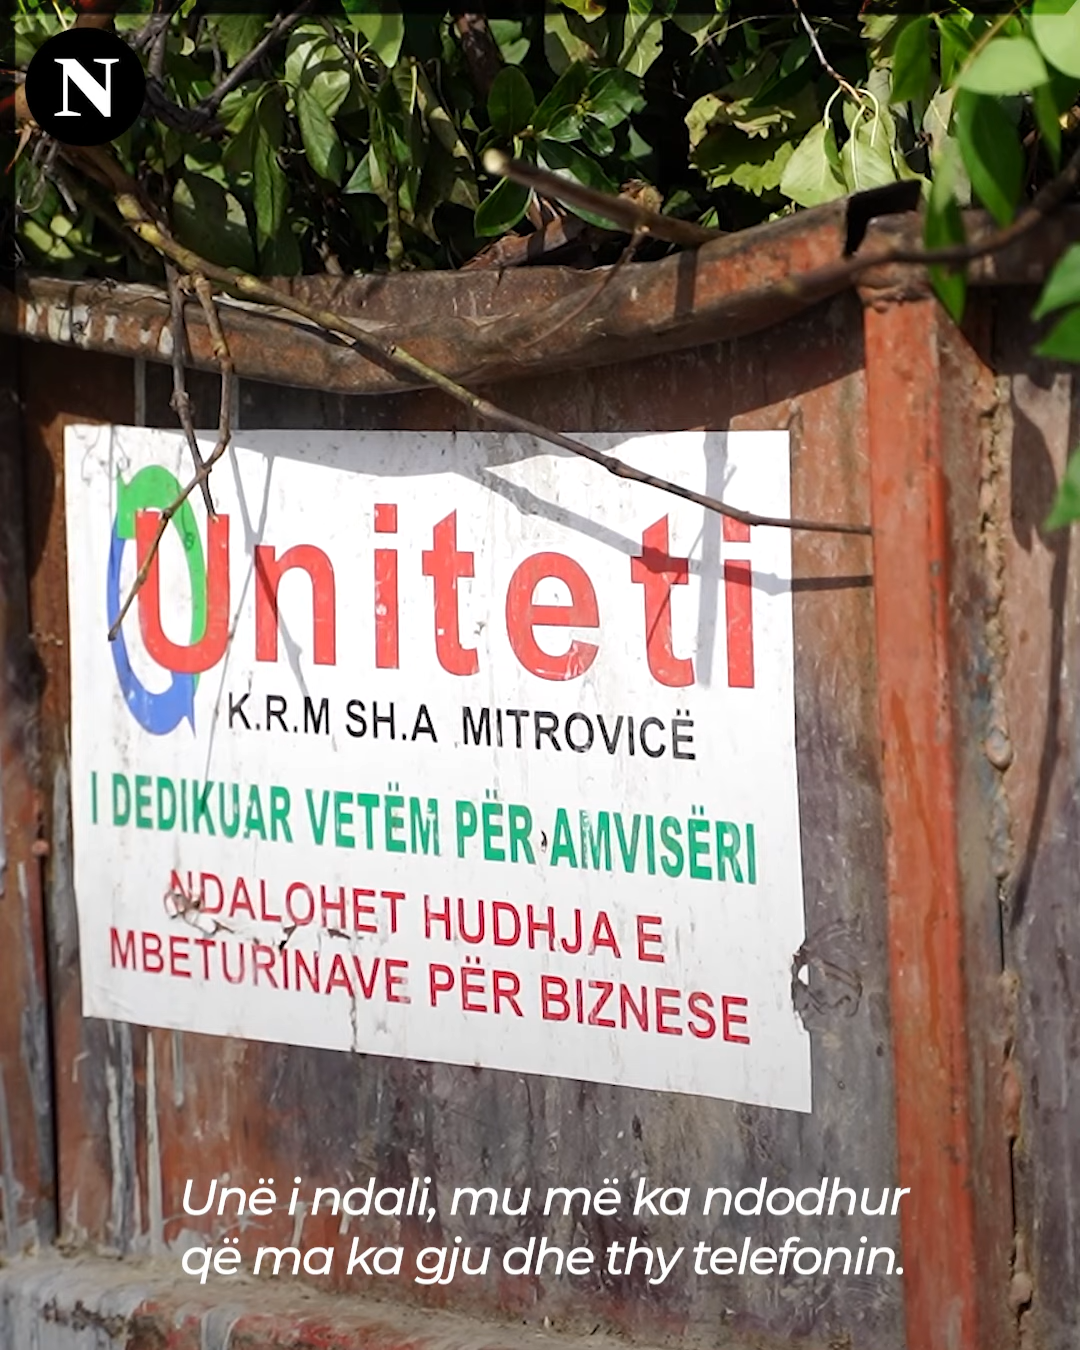 N
Uniteti
K.R.M SH.A MITROVICË
I DEDIKUAR VETËM PËR AMVISËRI
NDALOHET HUDHJA E
MBETURINAVE PËR BIZNESE
Unë i ndali, mu më ka ndodhur
që ma ka gju dhe thy telefonin.